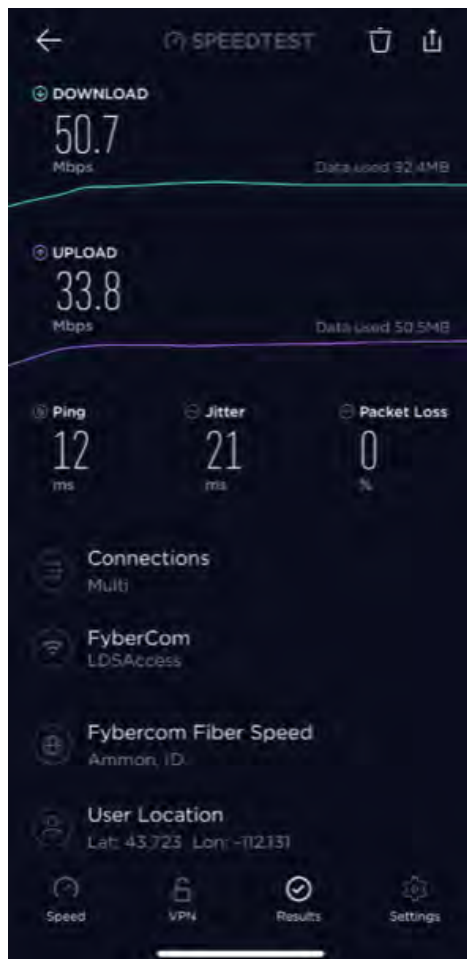 SPEEDTEST
DOWNLOAD
50.7
Mbps
Data used 92.4MB
UPLOAD
33.8
Mbps
Data used 50.5MB
Ping Jitter Packet Loss
12 21 0
ms ms %
Connections
Multi
FyberCom
LDSAccess
Fybercom Fiber Speed
Ammon, ID
User Location
Lat: 43.723 Lon: -112.131
Speed VPN Results Settings